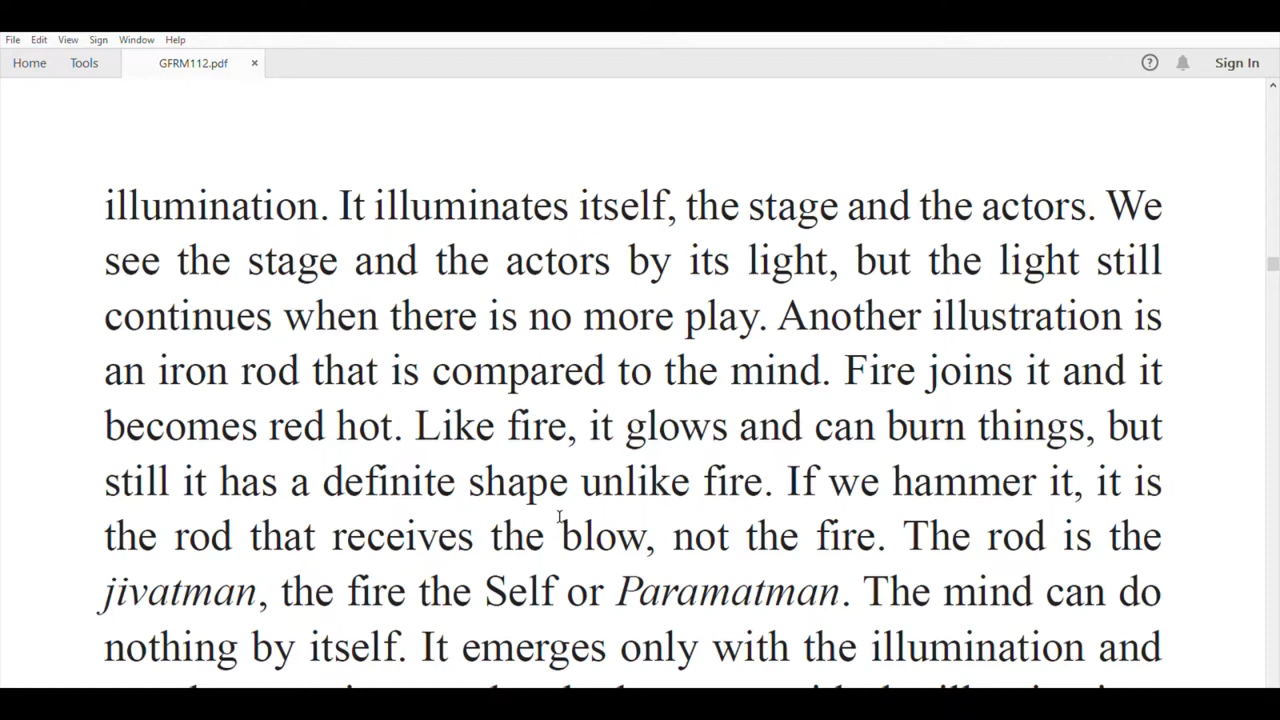 File Edit View Sign Window Help
Home Tools GFRM112.pdf × ? Sign In
illumination. It illuminates itself, the stage and the actors. We
see the stage and the actors by its light, but the light still
continues when there is no more play. Another illustration is
an iron rod that is compared to the mind. Fire joins it and it
becomes red hot. Like fire, it glows and can burn things, but
still it has a definite shape unlike fire. If we hammer it, it is
the rod that receives the blow, not the fire. The rod is the
jivatman, the fire the Self or Paramatman. The mind can do
nothing by itself. It emerges only with the illumination and